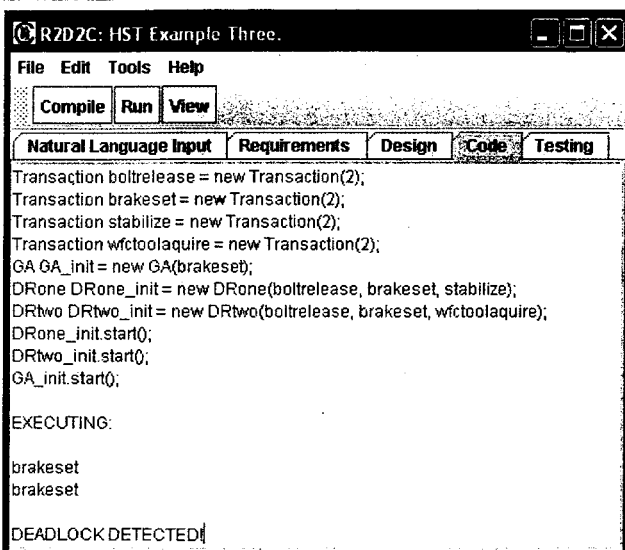 R2D2C: HST Example Three.
File Edit Tools Help
Compile Run View
Natural Language Input Requirements Design Code Testing
Transaction boltrelease = new Transaction(2);
Transaction brakeset = new Transaction(2);
Transaction stabilize = new Transaction(2);
Transaction wfctoolaquire = new Transaction(2);
GA GA_init = new GA(brakeset);
DRone DRone_init = new DRone(boltrelease, brakeset, stabilize);
DRtwo DRtwo_init = new DRtwo(boltrelease, brakeset, wfctoolaquire);
DRone_init.start();
DRtwo_init.start();
GA_init.start();
EXECUTING:
brakeset
brakeset
DEADLOCK DETECTED!